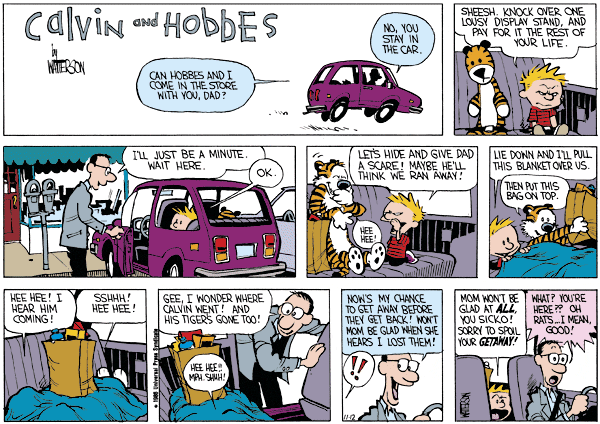 CALVIN AND HOBBES
by
WATTERSON
CAN HOBBES AND I
COME IN THE STORE
WITH YOU, DAD?
NO, YOU
STAY IN
THE CAR.
SHEESH. KNOCK OVER ONE
LOUSY DISPLAY STAND, AND
PAY FOR IT THE REST OF
YOUR LIFE.
I'LL JUST BE A MINUTE.
WAIT HERE.
OK.
LET'S HIDE AND GIVE DAD
A SCARE! MAYBE HE'LL
THINK WE RAN AWAY!
HEE
HEE!
LIE DOWN AND I'LL PULL
THIS BLANKET OVER US.
THEN PUT THIS
BAG ON TOP.
HEE HEE! I
HEAR HIM
COMING!
SSHHH!
HEE HEE!
GEE, I WONDER WHERE
CALVIN WENT! AND
HIS TIGER'S GONE TOO!
HEE HEE!!
MPH. SHHH!
© 1986 Universal Press Syndicate
NOW'S MY CHANCE
TO GET AWAY BEFORE
THEY GET BACK! WON'T
MOM BE GLAD WHEN SHE
HEARS I LOST THEM!
!!
11-12
MOM WON'T BE
GLAD AT ALL,
YOU SICKO!
SORRY TO SPOIL
YOUR GETAWAY!
WHAT? YOU'RE
HERE?? OH
RATS...I MEAN,
GOOD!
WATTERSON